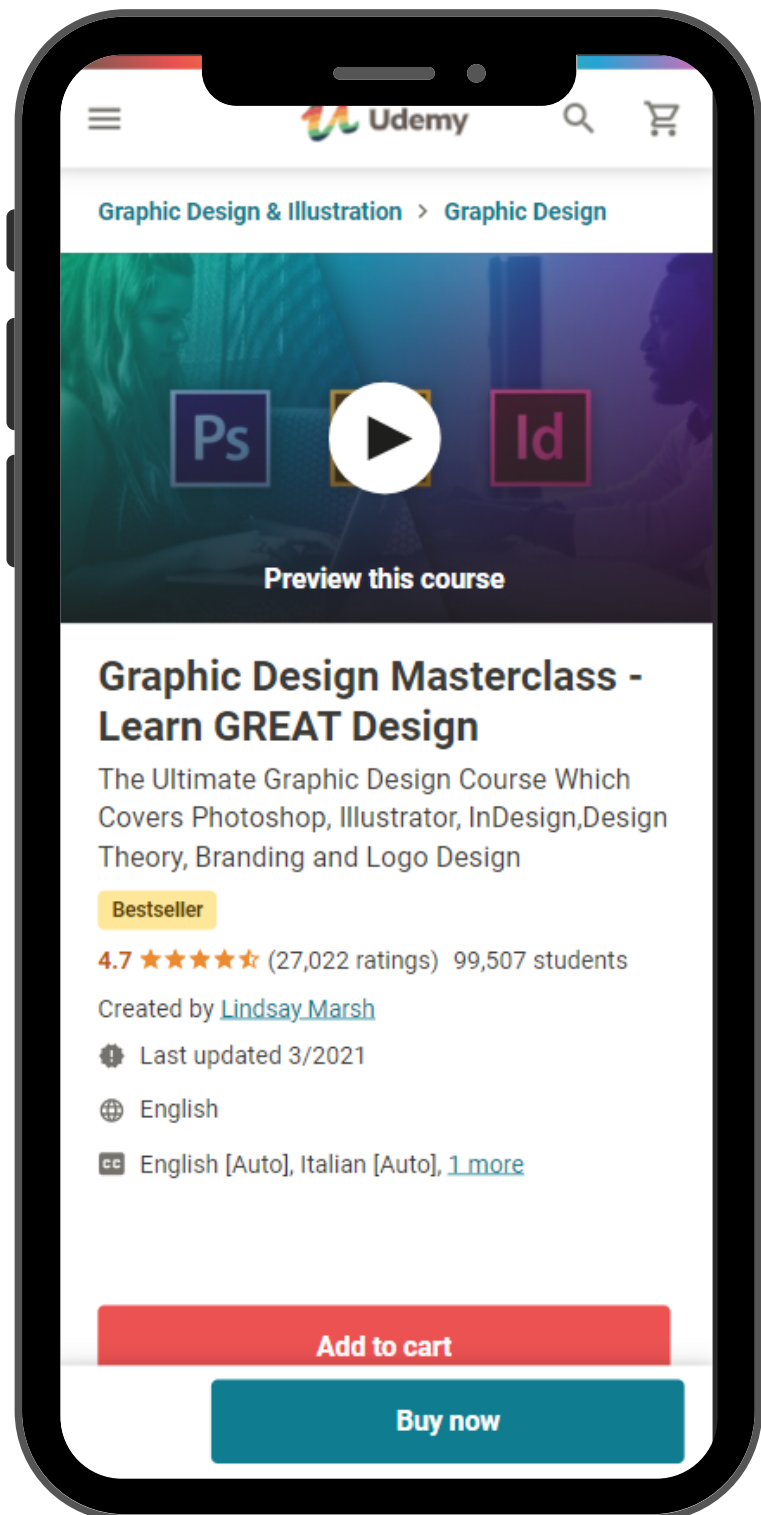 Udemy
Graphic Design & Illustration > Graphic Design
Ps
Id
Preview this course
Graphic Design Masterclass -
Learn GREAT Design
The Ultimate Graphic Design Course Which
Covers Photoshop, Illustrator, InDesign,Design
Theory, Branding and Logo Design
Bestseller
4.7 (27,022 ratings) 99,507 students
Created by Lindsay Marsh
Last updated 3/2021
English
CC English [Auto], Italian [Auto], 1 more
Add to cart
Buy now